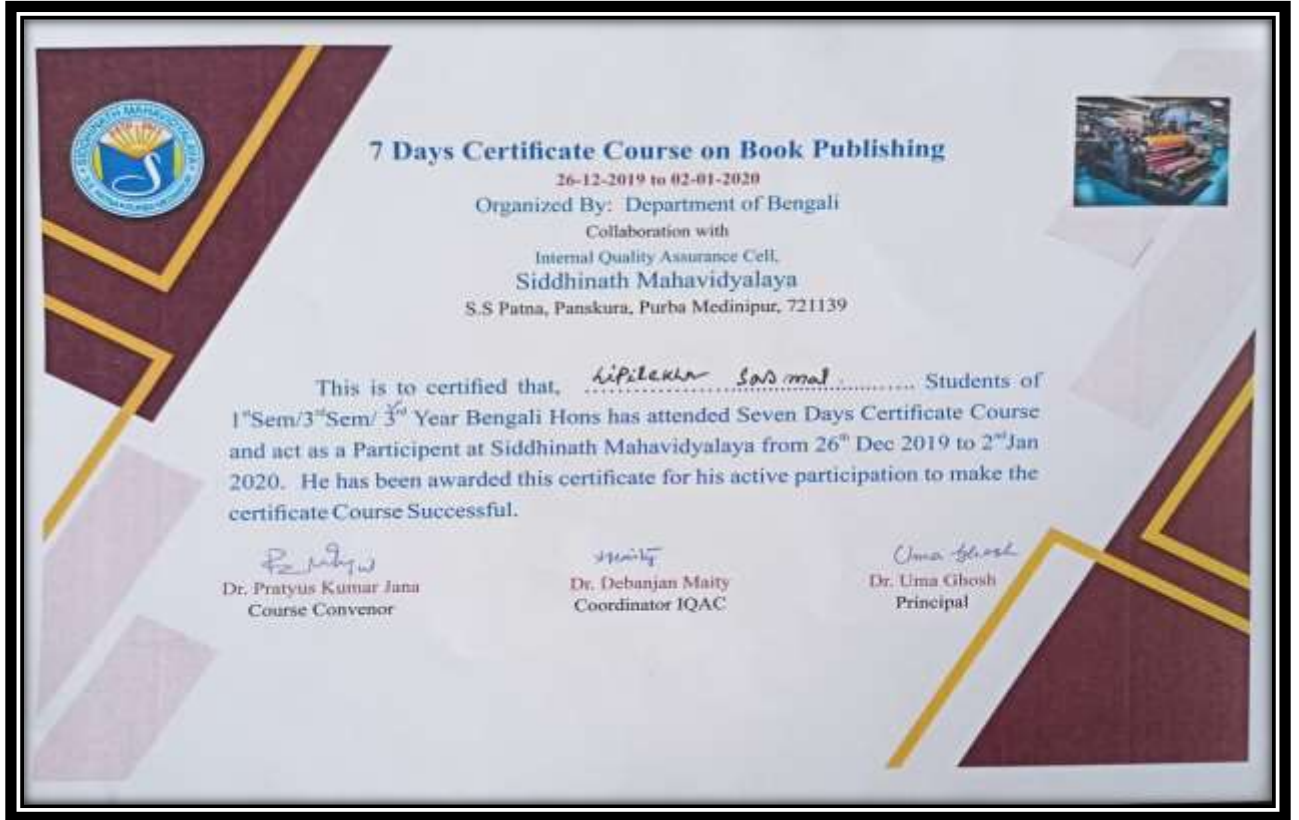 SIDDHINATH MAHAVIDYALAYA
7 Days Certificate Course on Book Publishing
26-12-2019 to 02-01-2020
Organized By: Department of Bengali
Collaboration with
Internal Quality Assurance Cell,
Siddhinath Mahavidyalaya
S.S Patna, Panskura, Purba Medinipur, 721139
This is to certified that, Lipilekha Sasmal Students of
1stSem/3rdSem/ 3rd Year Bengali Hons has attended Seven Days Certificate Course
and act as a Participent at Siddhinath Mahavidyalaya from 26th Dec 2019 to 2ndJan
2020. He has been awarded this certificate for his active participation to make the
certificate Course Successful.
Uma Ghosh
Dr. Pratyus Kumar Jana Dr. Debanjan Maity Dr. Uma Ghosh
Course Convenor Coordinator IQAC Principal